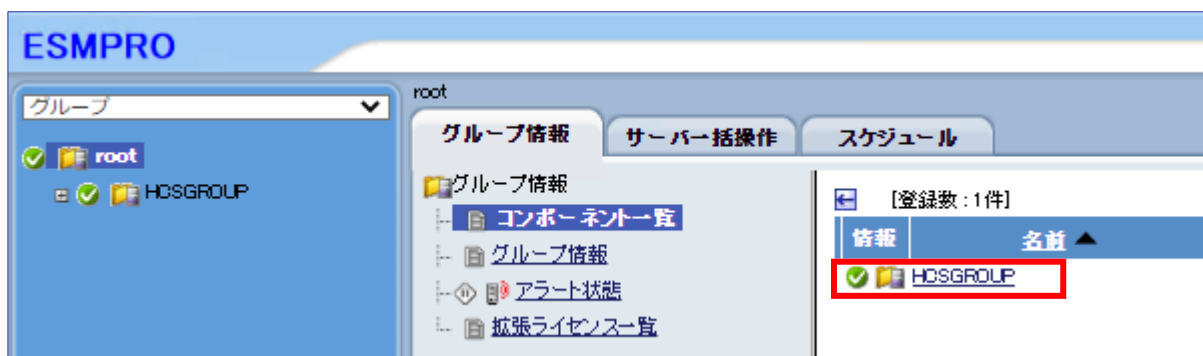 ESMPRO
グループ
root
HCSGROUP
root
グループ情報
サーバ一括操作
スケジュール
グループ情報
コンポーネント一覧
グループ情報
アラート状態
拡張ライセンス一覧
[登録数 : 1件]
情報 名前 ▲
HCSGROUP